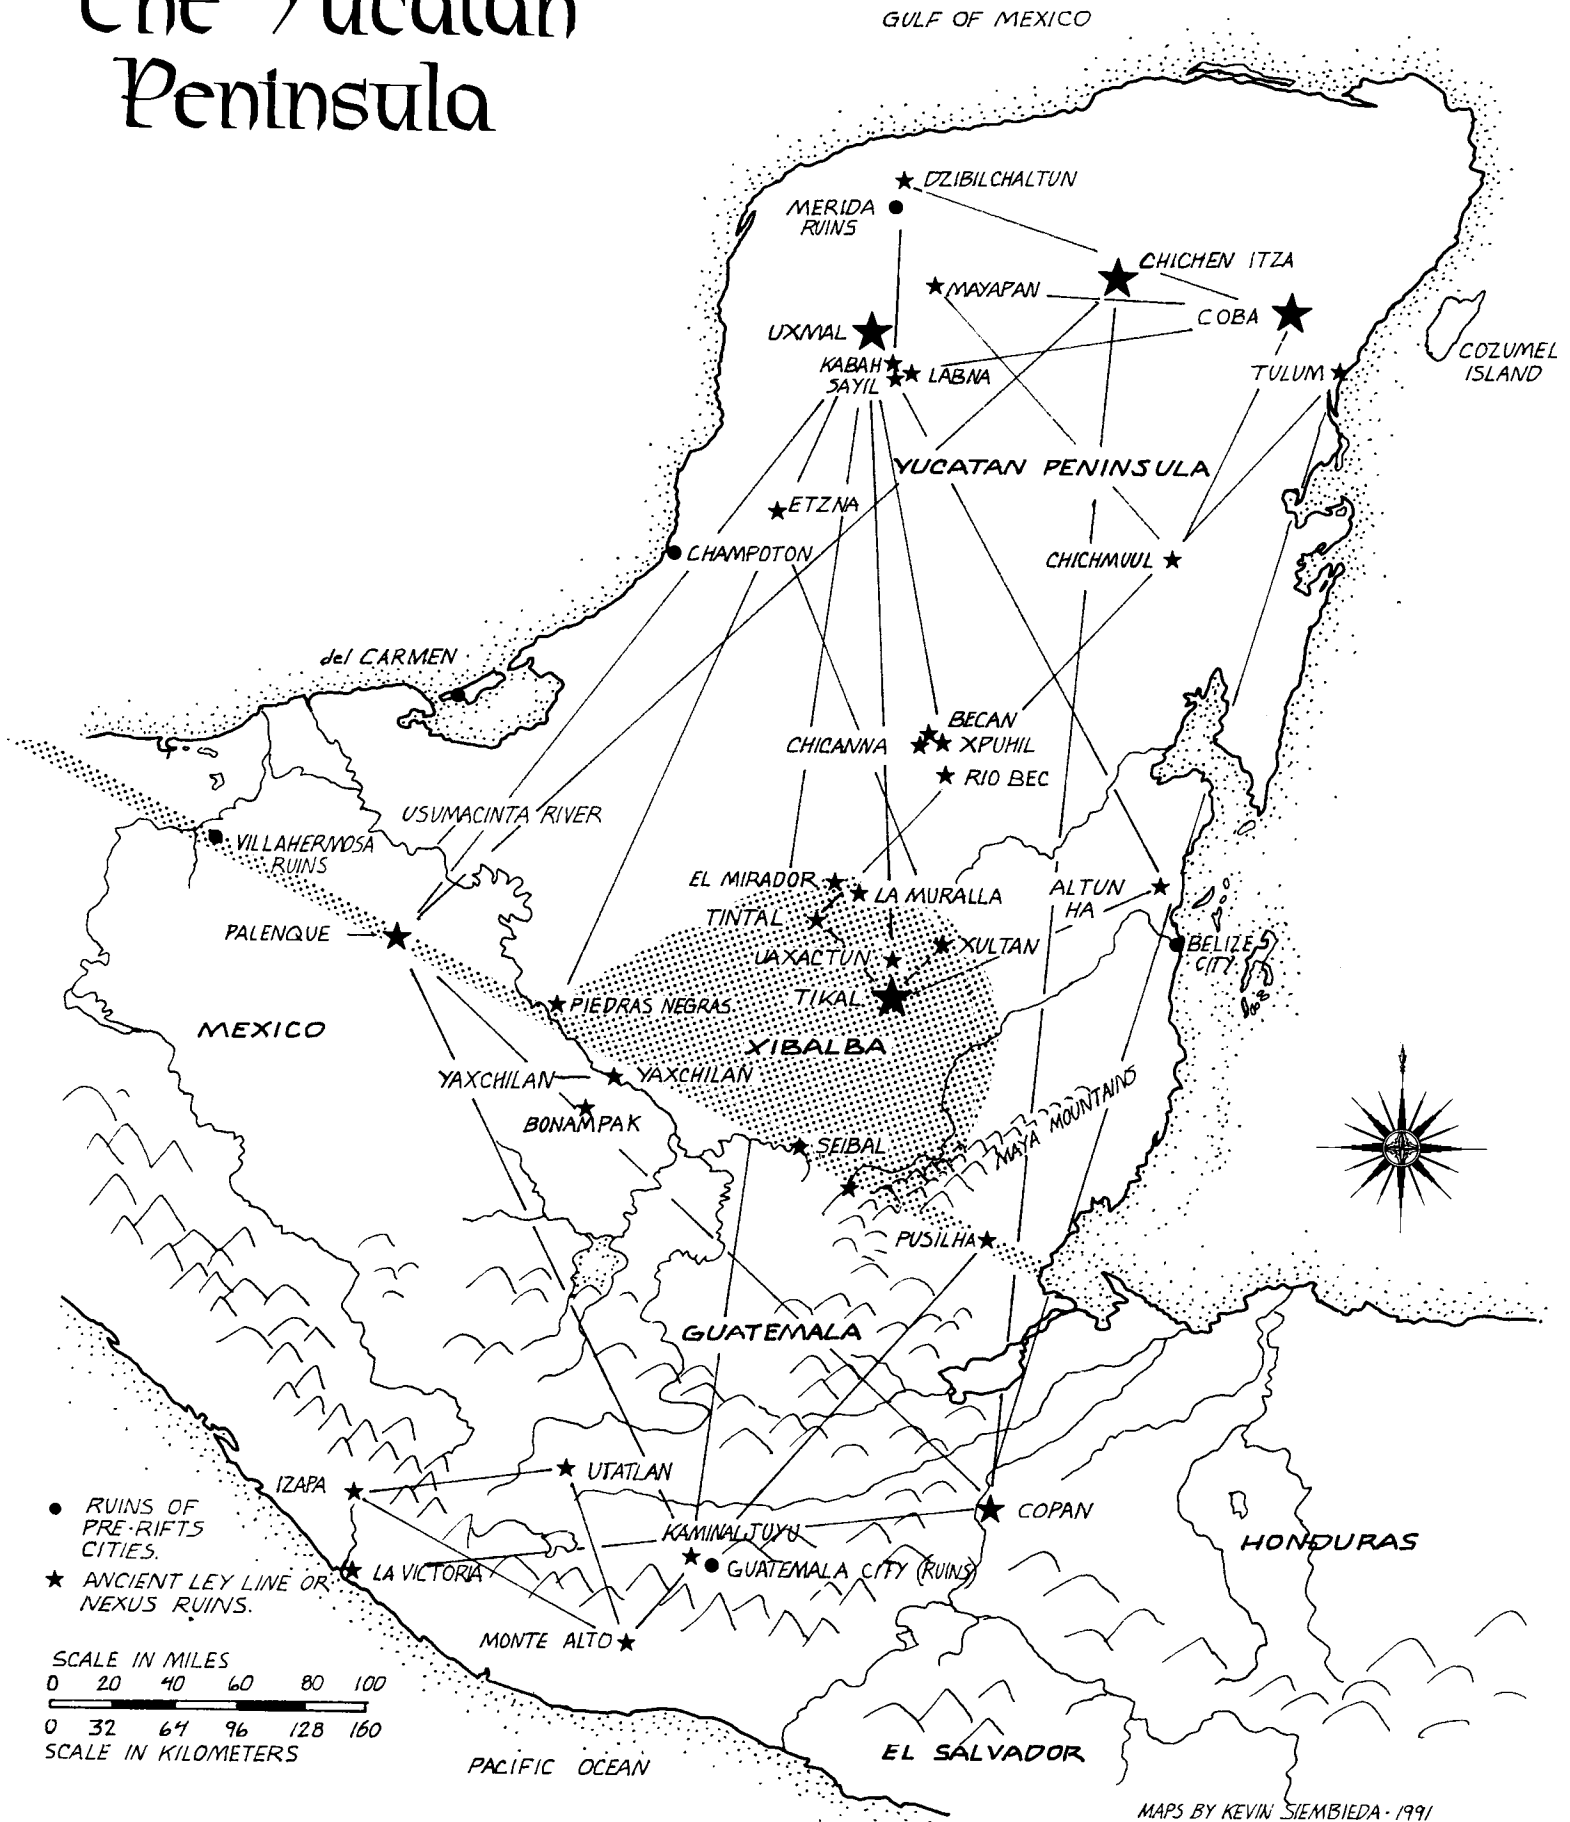 The Yucatan
Peninsula
GULF OF MEXICO
DZIBILCHALTUN
MERIDA
RUINS
CHICHEN ITZA
MAYAPAN
COBA
UXMAL
KABAH
SAYIL
LABNA
TULUM
COZUMEL
ISLAND
YUCATAN PENINSULA
ETZNA
CHAMPOTON
CHICHMUUL
del CARMEN
BECAN
CHICANNA
XPUHIL
RIO BEC
USUMACINTA RIVER
VILLAHERMOSA
RUINS
EL MIRADOR
LA MURALLA
ALTUN
HA
TINTAL
PALENQUE
UAXACTUN
XULTAN
BELIZE
CITY
TIKAL
PIEDRAS NEGRAS
MEXICO
XIBALBA
YAXCHILAN
YAXCHILAN
BONAMPAK
MAYA MOUNTAINS
SEIBAL
PUSILHA
GUATEMALA
IZAPA
UTATLAN
COPAN
KAMINALJUYU
HONDURAS
LA VICTORIA
GUATEMALA CITY (RUINS)
MONTE ALTO
RUINS OF
PRE-RIFTS
CITIES.
ANCIENT LEY LINE OR
NEXUS RUINS.
SCALE IN MILES
0 20 40 60 80 100
0 32 64 96 128 160
SCALE IN KILOMETERS
PACIFIC OCEAN
EL SALVADOR
MAPS BY KEVIN SIEMBIEDA - 1991